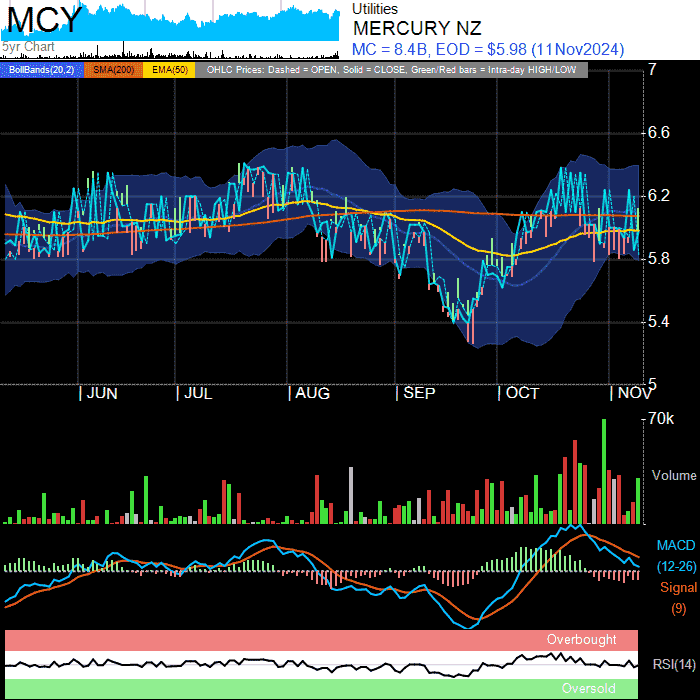 MCY
5yr Chart
Utilities
MERCURY NZ
MC = 8.4B, EOD = $5.98 (11Nov2024)
BollBands(20,2) SMA(200) EMA(50) OHLC Prices: Dashed = OPEN, Solid = CLOSE, Green/Red bars = Intra-day HIGH/LOW
7
6.6
6.2
5.8
5.4
5
JUN JUL AUG SEP OCT NOV
70k
Volume
MACD
(12-26)
Signal
(9)
Overbought
RSI(14)
Oversold